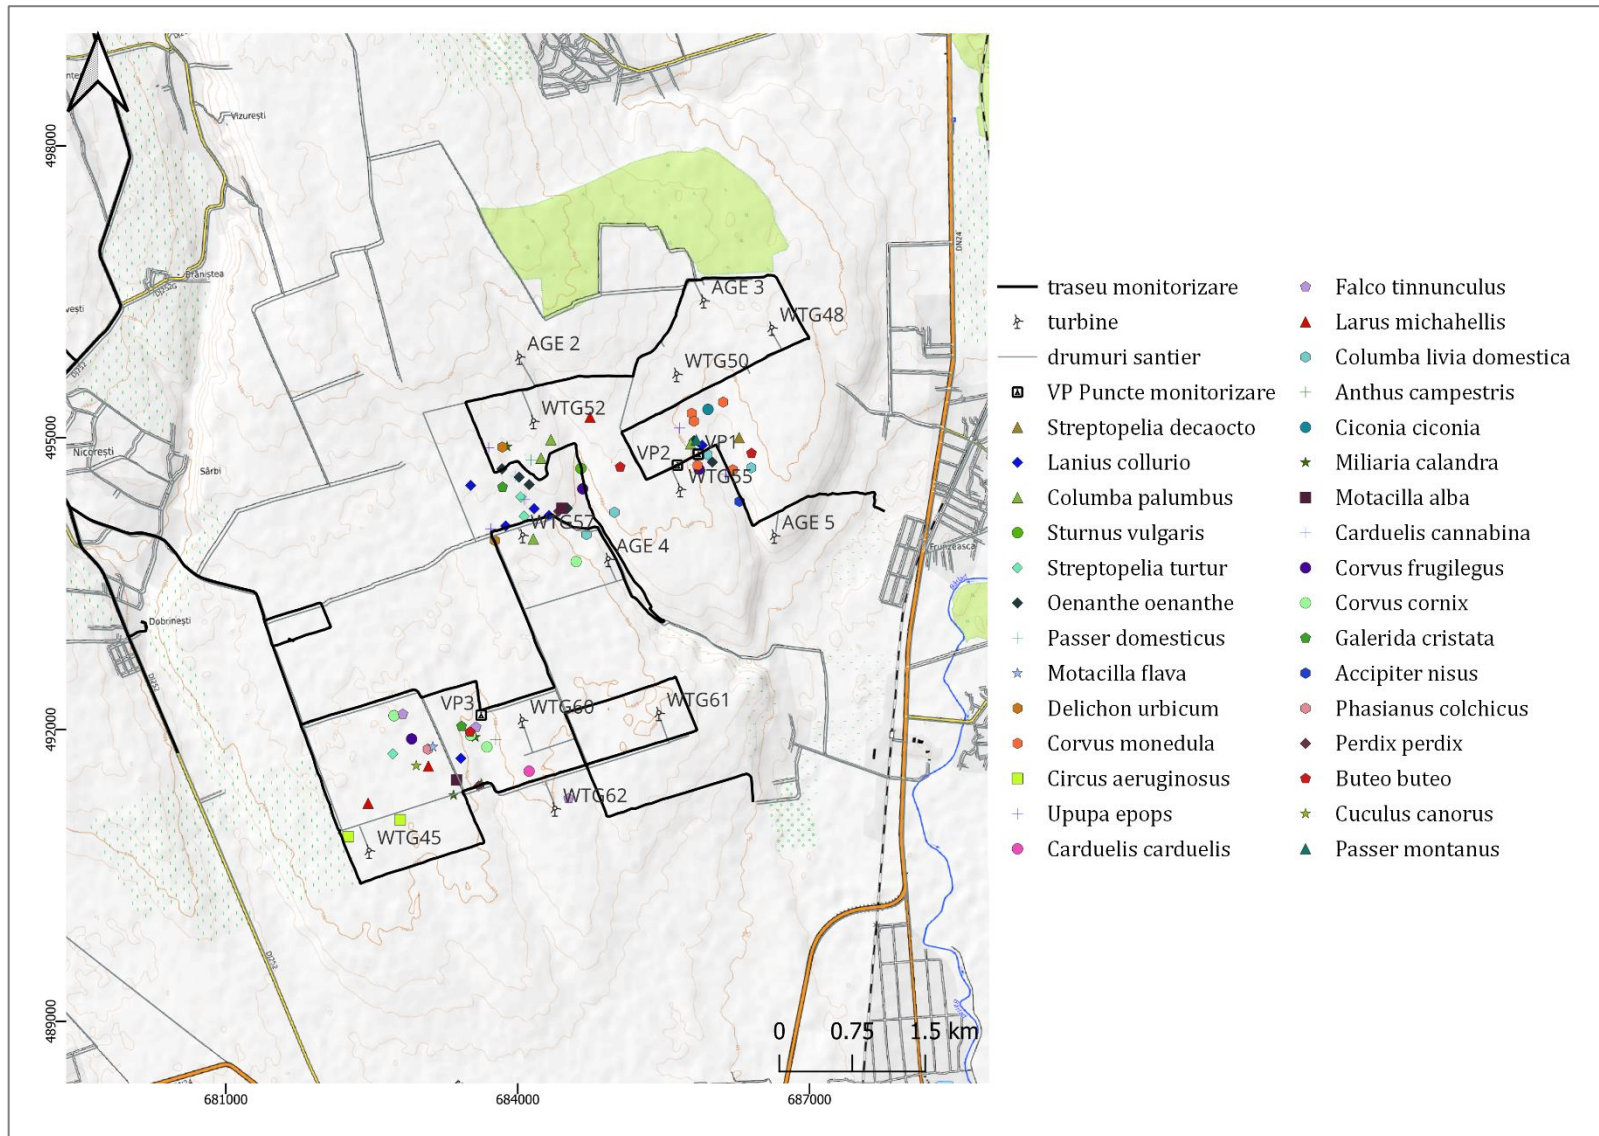 Vizurești
Brăniștea
498000
DN24
AGE 3
WTG48
AGE 2
WTG50
WTG52
495000
Nicorești
Sârbi
VP2
VP1
WTG55
WTG57
AGE 5
AGE 4
Frunzeasca
Bârlad
Dobrinești
DJ252
VP3
WTG60
WTG61
492000
WTG62
WTG45
DJ252
489000
0 0.75 1.5 km
681000 684000 687000
traseu monitorizare
turbine
drumuri santier
VP Puncte monitorizare
Streptopelia decaocto
Lanius collurio
Columba palumbus
Sturnus vulgaris
Streptopelia turtur
Oenanthe oenanthe
Passer domesticus
Motacilla flava
Delichon urbicum
Corvus monedula
Circus aeruginosus
Upupa epops
Carduelis carduelis
Falco tinnunculus
Larus michahellis
Columba livia domestica
Anthus campestris
Ciconia ciconia
Miliaria calandra
Motacilla alba
Carduelis cannabina
Corvus frugilegus
Corvus cornix
Galerida cristata
Accipiter nisus
Phasianus colchicus
Perdix perdix
Buteo buteo
Cuculus canorus
Passer montanus